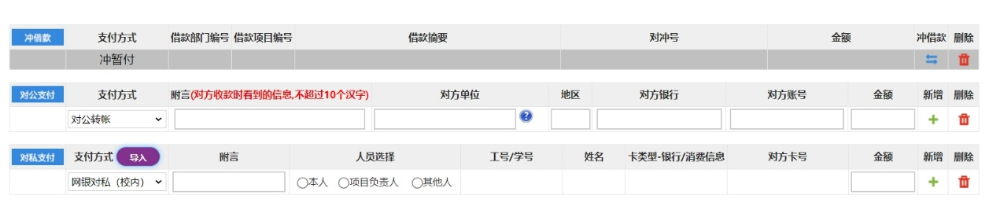 冲借款 支付方式 借款部门编号 借款项目编号 借款摘要 对冲号 金额 冲借款 删除
冲暂付
对公支付 支付方式 附言(对方收款时看到的信息,不超过10个汉字) 对方单位 地区 对方银行 对方账号 金额 新增 删除
对公转帐
对私支付 支付方式 导入 附言 人员选择 工号/学号 姓名 卡类型-银行/消费信息 对方卡号 金额 新增 删除
网银对私（校内） 本人 项目负责人 其他人